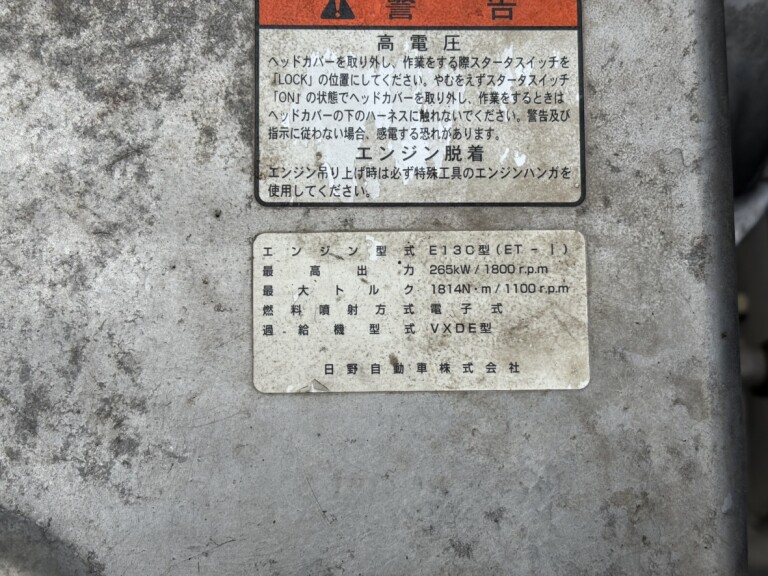 警告
高電圧
ヘッドカバーを取り外し、作業をする際スタータスイッチを
「LOCK」の位置にしてください。やむをえずスタータスイッチ
「ON」の状態でヘッドカバーを取り外し、作業をするときは
ヘッドカバーの下のハーネスに触れないでください。警告及び
指示に従わない場合、感電する恐れがあります。
エンジン脱着
エンジン吊り上げ時は必ず特殊工具のエンジンハンガを
使用してください。
エンジン型式 E13C型(ET-I)
最高出力 265kW/1800 r.p.m
最大トルク 1814N・m/1100 r.p.m
燃料噴射方式 電子式
過給機型式 VXDE型
日野自動車株式会社